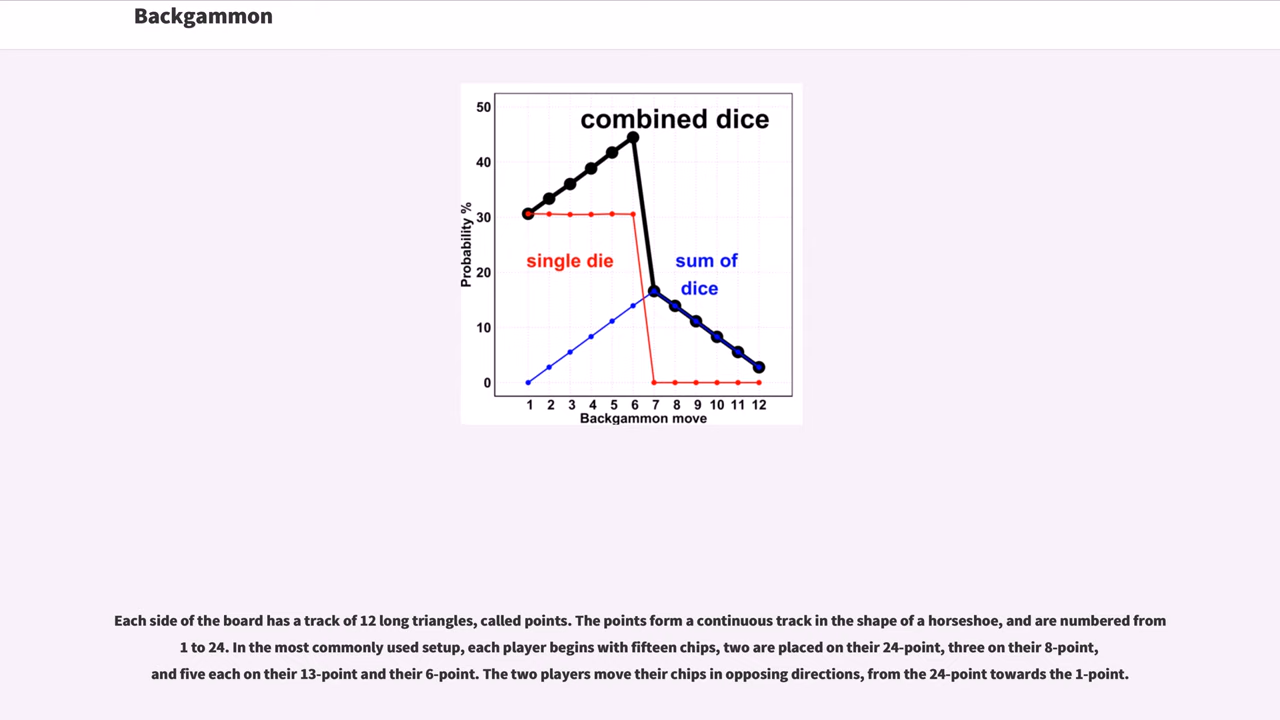 Backgammon
combined dice
single die
sum of
dice
Probability %
50
40
30
20
10
0
1 2 3 4 5 6 7 8 9 10 11 12
Backgammon move
Each side of the board has a track of 12 long triangles, called points. The points form a continuous track in the shape of a horseshoe, and are numbered from
1 to 24. In the most commonly used setup, each player begins with fifteen chips, two are placed on their 24-point, three on their 8-point,
and five each on their 13-point and their 6-point. The two players move their chips in opposing directions, from the 24-point towards the 1-point.